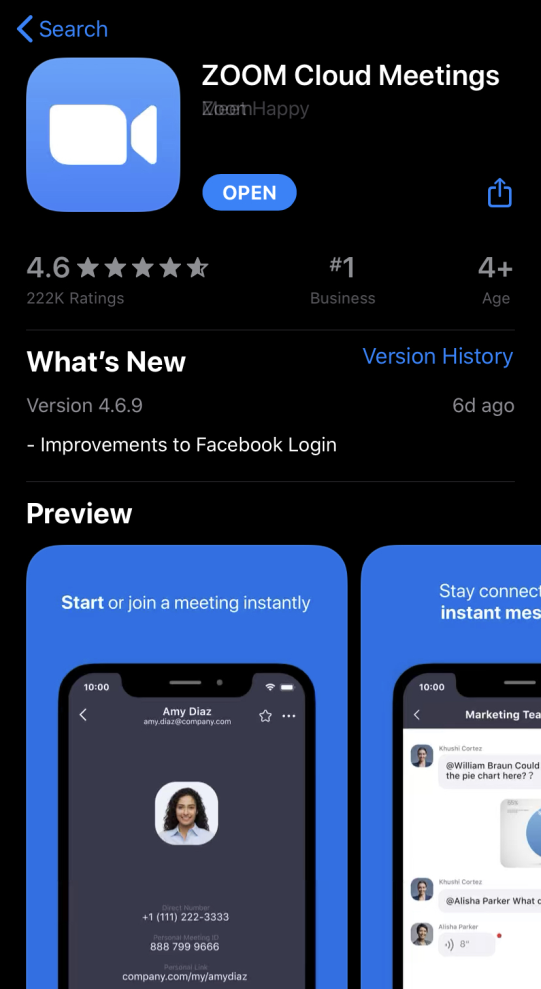 Search
ZOOM Cloud Meetings
Happy
OPEN
4.6
#1
4+
222K Ratings
Business
Age
What's New
Version History
Version 4.6.9
6d ago
- Improvements to Facebook Login
Preview
Start or join a meeting instantly
10:00
Amy Diaz
amy.diaz@company.com
Direct Number
+1 (111) 222-3333
Personal Meeting ID
888 799 9666
Personal Link
company.com/my/amydiaz
Stay connect
instant mes
10:00
Marketing Tea
Khushi Cortez
@William Braun Could
the pie chart here? ?
Khushi Cortez
@Alisha Parker What c
Alisha Parker
8"